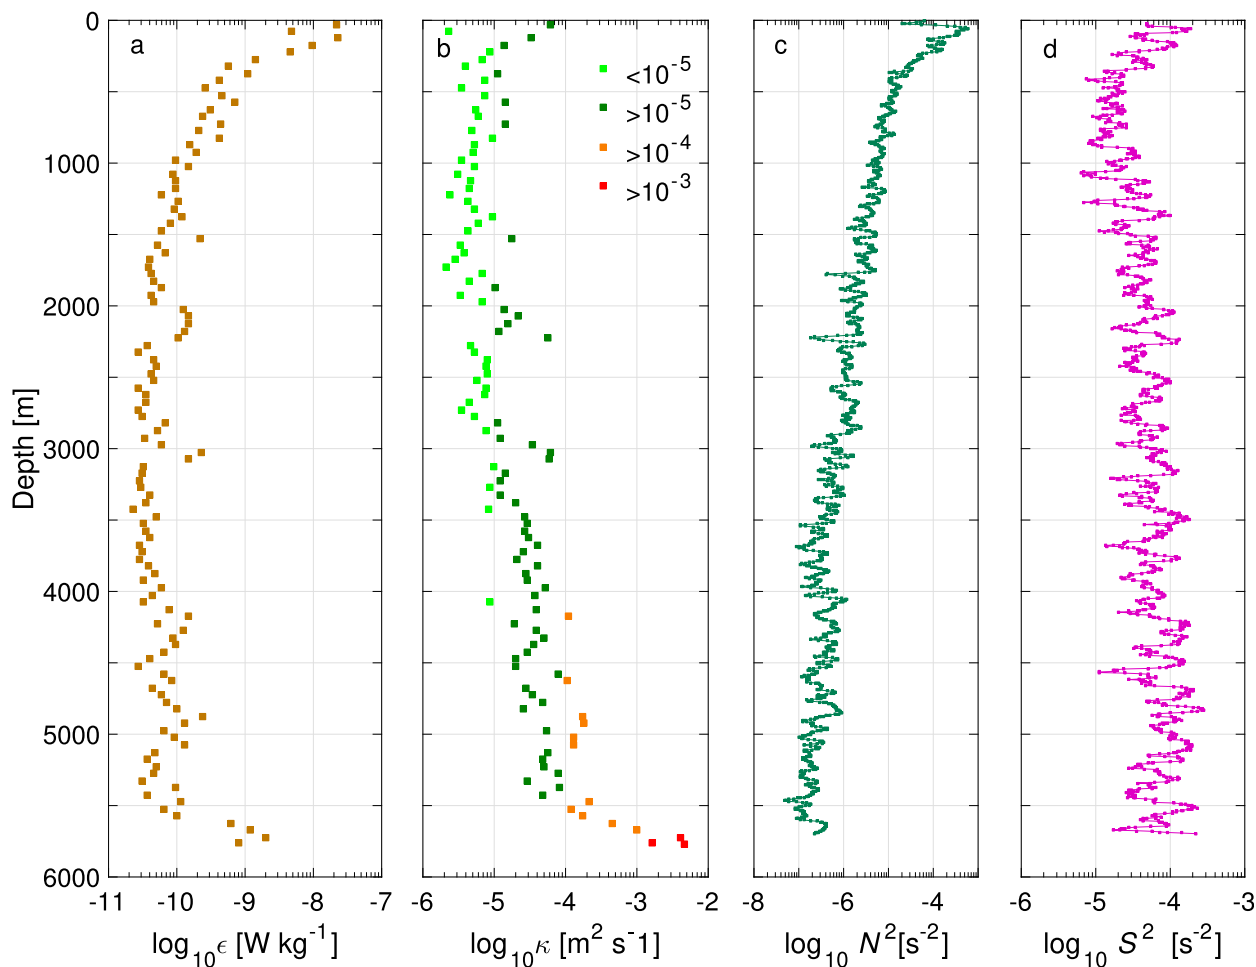 a
b
c
d
<10-5
>10-5
>10-4
>10-3
0
1000
2000
3000
4000
5000
6000
Depth [m]
-11 -10 -9 -8 -7
-6 -5 -4 -3 -2
-8 -6 -4
-6 -5 -4 -3
log10ϵ [W kg-1]
log10κ [m2 s-1]
log10 N2[s-2]
log10 S2 [s-2]